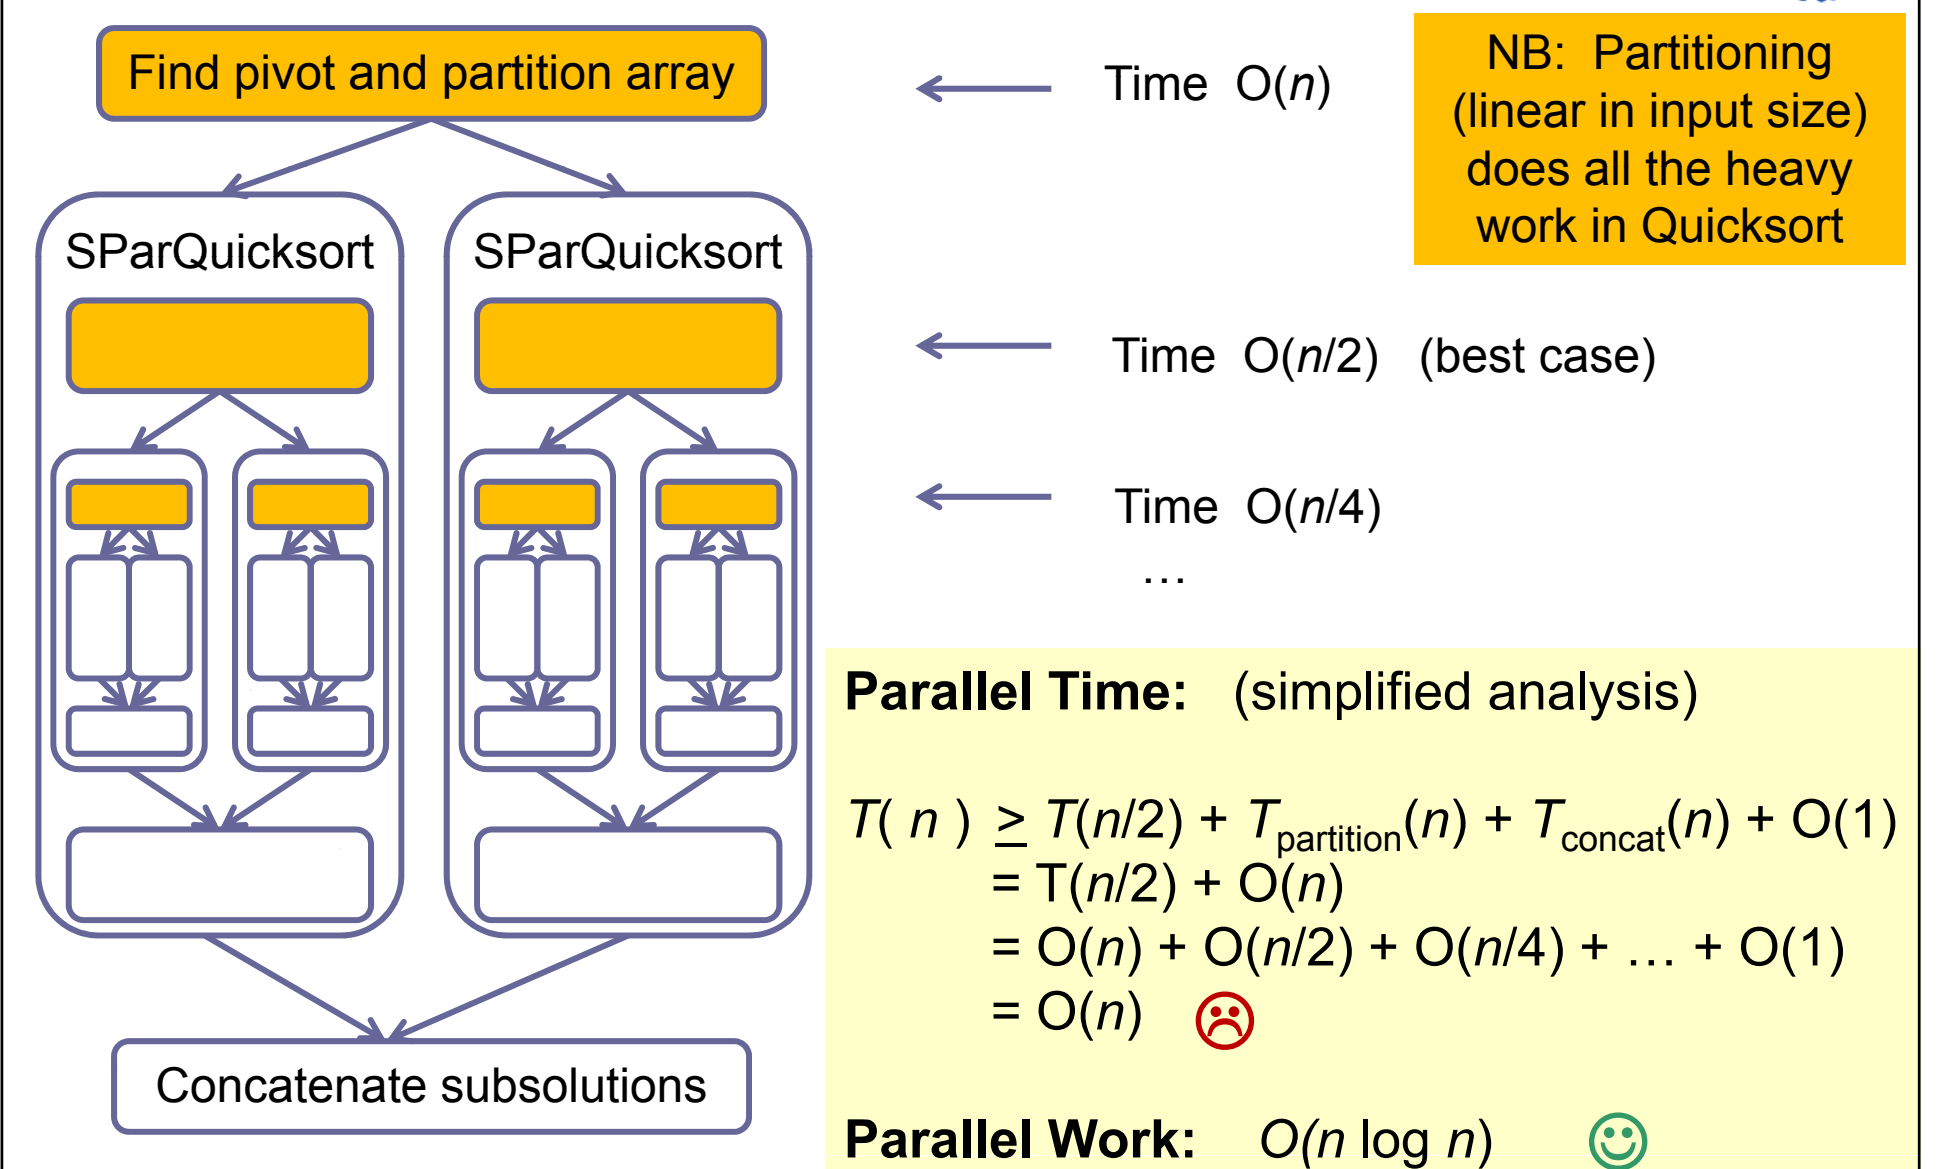 Find pivot and partition array
Time O(n)
NB: Partitioning
(linear in input size)
does all the heavy
work in Quicksort
SParQuicksort
SParQuicksort
Time O(n/2) (best case)
Time O(n/4)
…
Parallel Time: (simplified analysis)
T( n ) ≥ T(n/2) + Tpartition(n) + Tconcat(n) + O(1)
= T(n/2) + O(n)
= O(n) + O(n/2) + O(n/4) + … + O(1)
= O(n) ☹
Concatenate subsolutions
Parallel Work: O(n log n) ☺